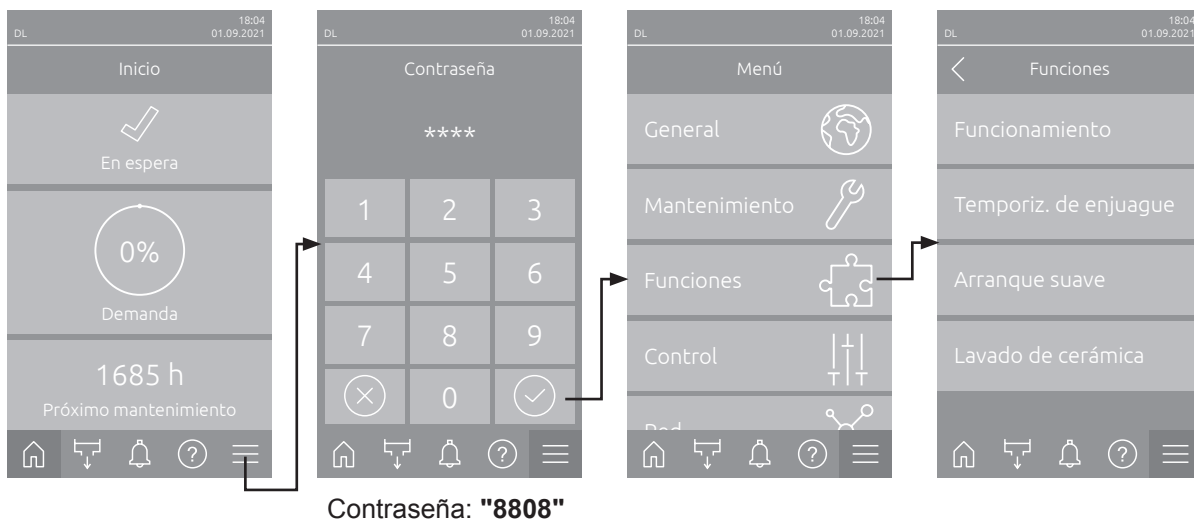 18:04
DL 01.09.2021
Inicio
En espera
0%
Demanda
1685 h
Próximo mantenimiento
?
18:04
DL 01.09.2021
Contraseña
****
1 2 3
4 5 6
7 8 9
0
?
18:04
DL 01.09.2021
Menú
General
Mantenimiento
Funciones
Control
Red
?
18:04
DL 01.09.2021
Funciones
Funcionamiento
Temporiz. de enjuague
Arranque suave
Lavado de cerámica
?
Contraseña: "8808"